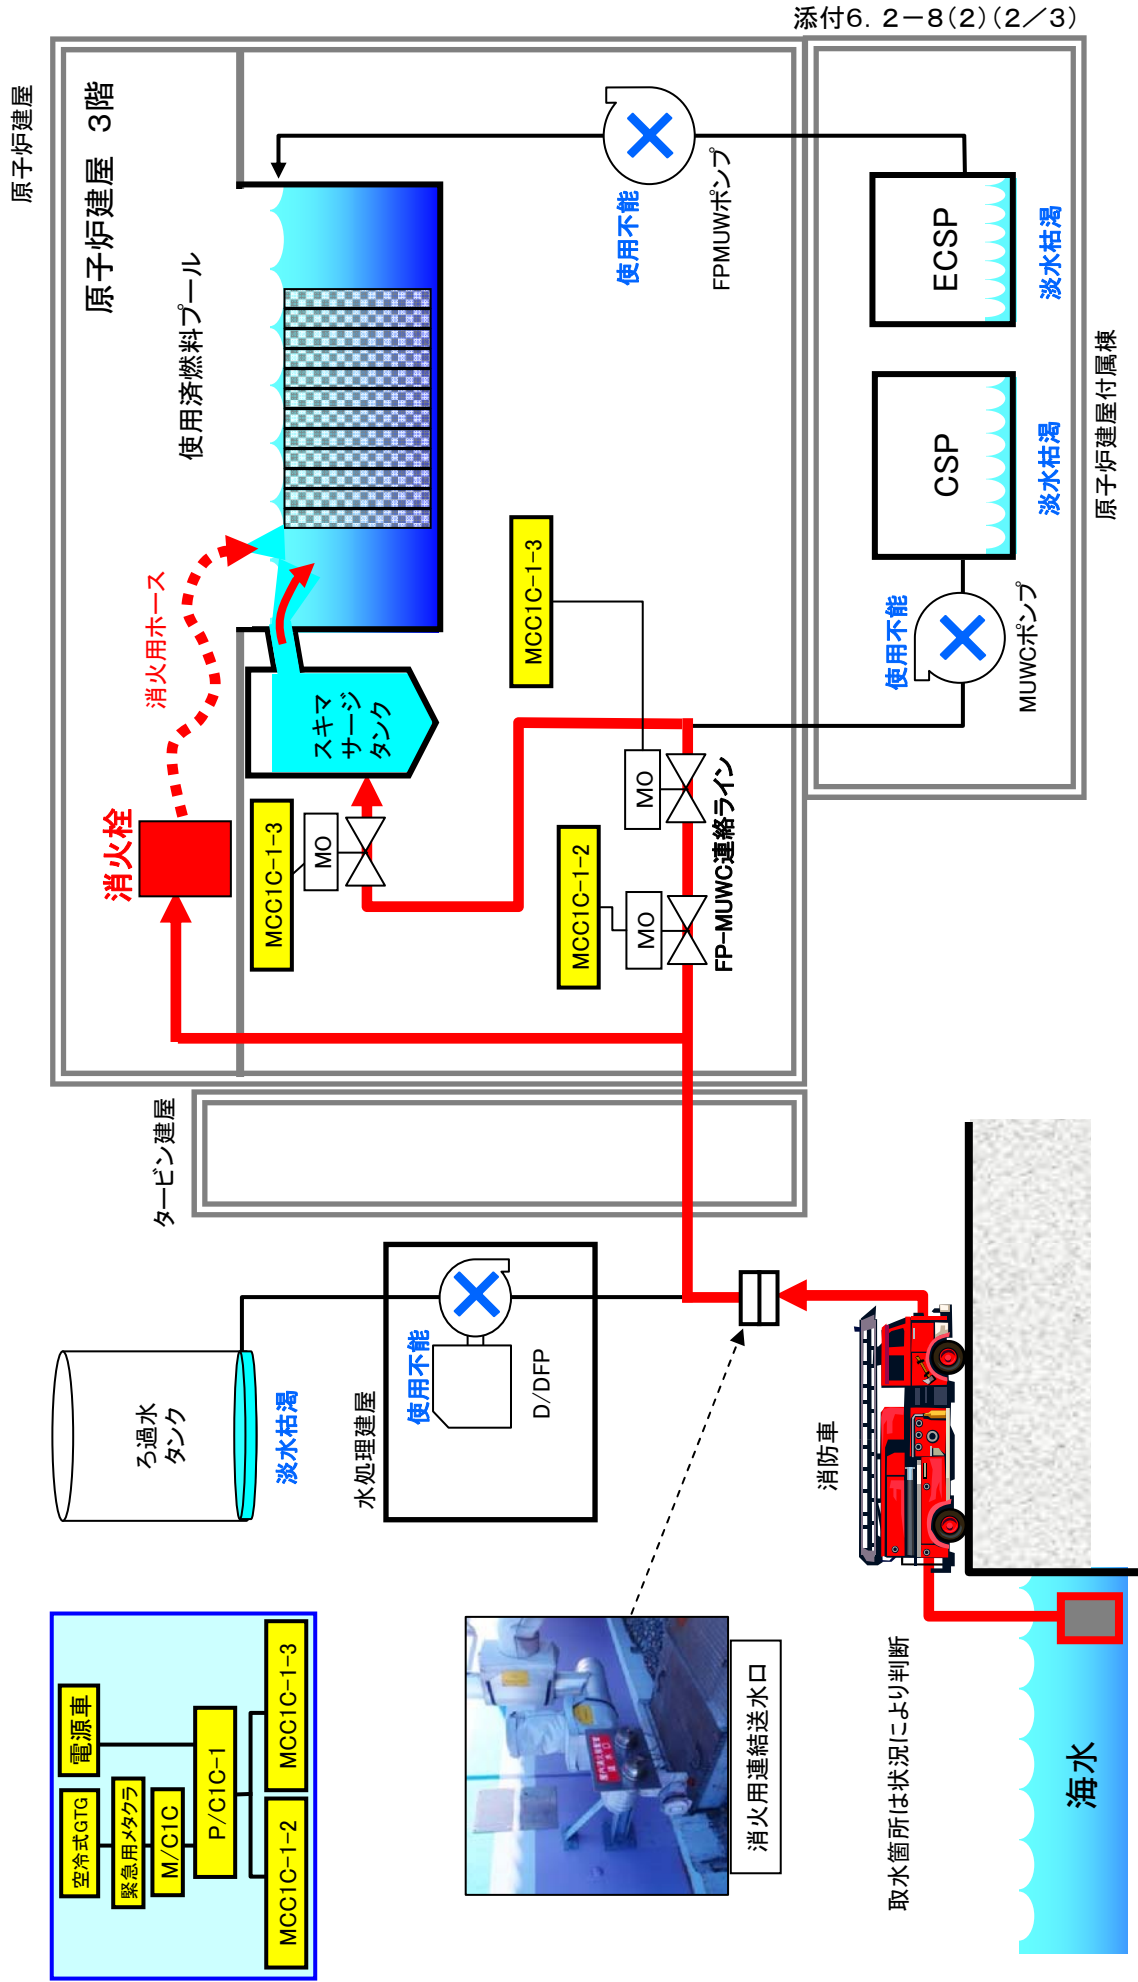 添付6.2－8(2)(2／3)
原子炉建屋
原子炉建屋 3階
使用済燃料プール
消火用ホース
消火栓
スキマ
サージ
タンク
MCC1C-1-3
MO
MCC1C-1-3
MO
MCC1C-1-2
MO
FP-MUWC連絡ライン
使用不能
FPMUWポンプ
ECSP
淡水枯渇
CSP
淡水枯渇
使用不能
MUWCポンプ
原子炉建屋付属棟
タービン建屋
ろ過水
タンク
淡水枯渇
水処理建屋
使用不能
D/DFP
消防車
空冷式GTG
電源車
緊急用メタクラ
M/C1C
P/C1C-1
MCC1C-1-2
MCC1C-1-3
消火用連結送水口
取水箇所は状況により判断
海水